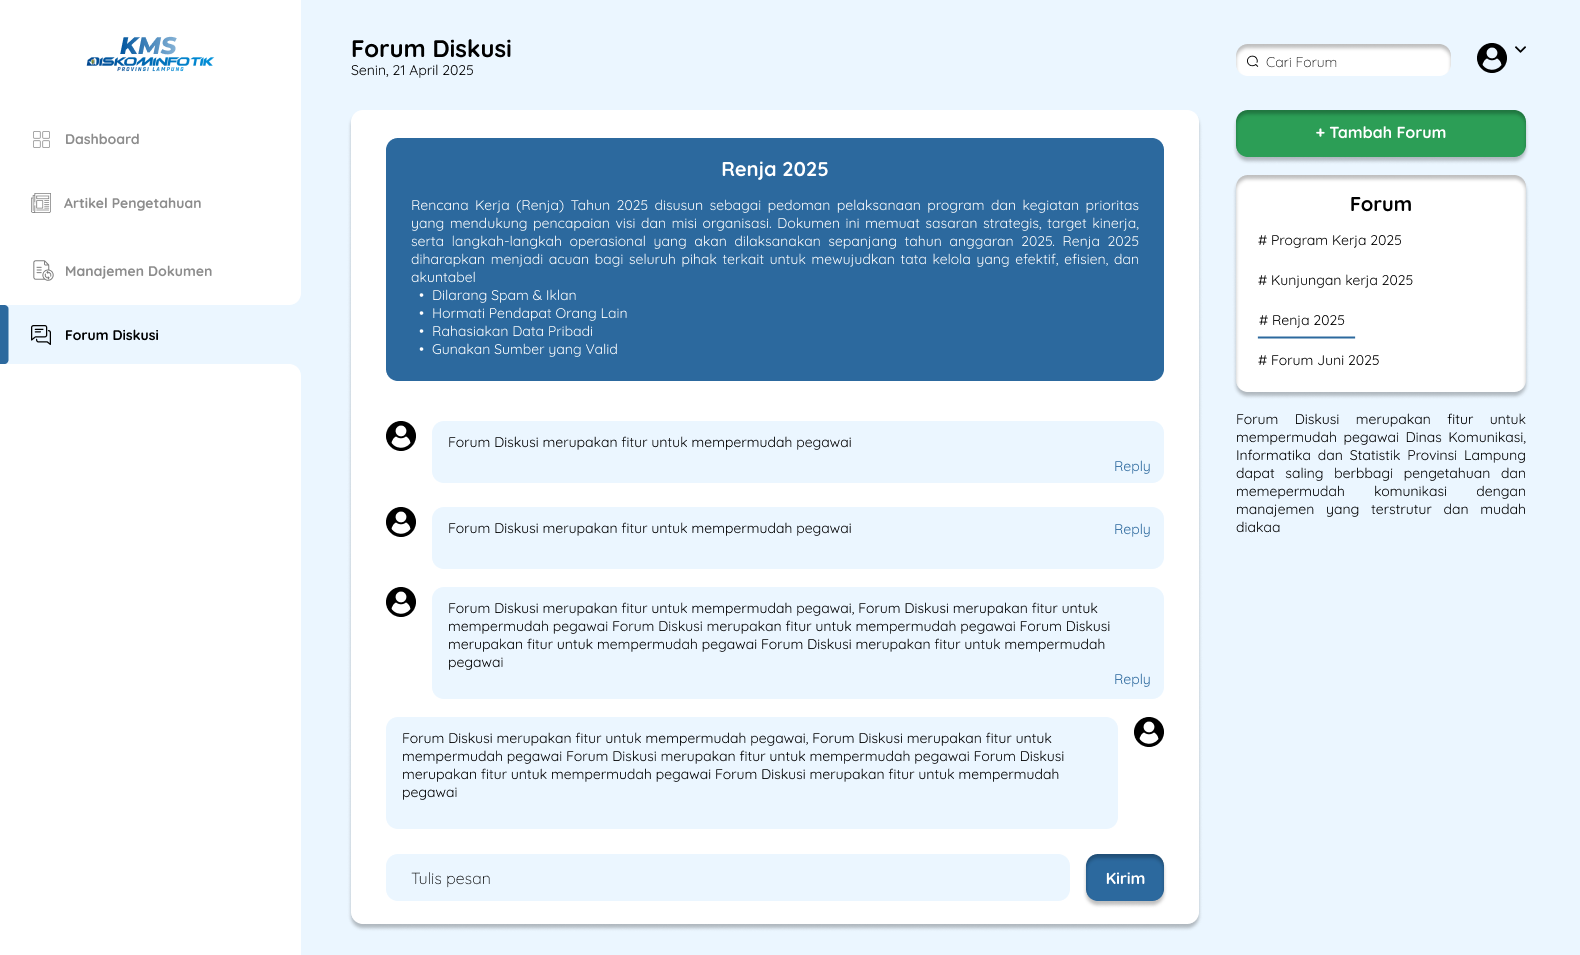 KMS
DISKOMINFOTIK
PROVINSI LAMPUNG
Dashboard
Artikel Pengetahuan
Manajemen Dokumen
Forum Diskusi
Forum Diskusi
Senin, 21 April 2025
Cari Forum
Renja 2025
Rencana Kerja (Renja) Tahun 2025 disusun sebagai pedoman pelaksanaan program dan kegiatan prioritas
yang mendukung pencapaian visi dan misi organisasi. Dokumen ini memuat sasaran strategis, target kinerja,
serta langkah-langkah operasional yang akan dilaksanakan sepanjang tahun anggaran 2025. Renja 2025
diharapkan menjadi acuan bagi seluruh pihak terkait untuk mewujudkan tata kelola yang efektif, efisien, dan
akuntabel
• Dilarang Spam & Iklan
• Hormati Pendapat Orang Lain
• Rahasiakan Data Pribadi
• Gunakan Sumber yang Valid
Forum Diskusi merupakan fitur untuk mempermudah pegawai
Reply
Forum Diskusi merupakan fitur untuk mempermudah pegawai
Reply
Forum Diskusi merupakan fitur untuk mempermudah pegawai, Forum Diskusi merupakan fitur untuk
mempermudah pegawai Forum Diskusi merupakan fitur untuk mempermudah pegawai Forum Diskusi
merupakan fitur untuk mempermudah pegawai Forum Diskusi merupakan fitur untuk mempermudah
pegawai
Reply
Forum Diskusi merupakan fitur untuk mempermudah pegawai, Forum Diskusi merupakan fitur untuk
mempermudah pegawai Forum Diskusi merupakan fitur untuk mempermudah pegawai Forum Diskusi
merupakan fitur untuk mempermudah pegawai Forum Diskusi merupakan fitur untuk mempermudah
pegawai
Tulis pesan
Kirim
+ Tambah Forum
Forum
# Program Kerja 2025
# Kunjungan kerja 2025
# Renja 2025
# Forum Juni 2025
Forum Diskusi merupakan fitur untuk
mempermudah pegawai Dinas Komunikasi,
Informatika dan Statistik Provinsi Lampung
dapat saling berbbagi pengetahuan dan
memepermudah komunikasi dengan
manajemen yang terstrutur dan mudah
diakaa